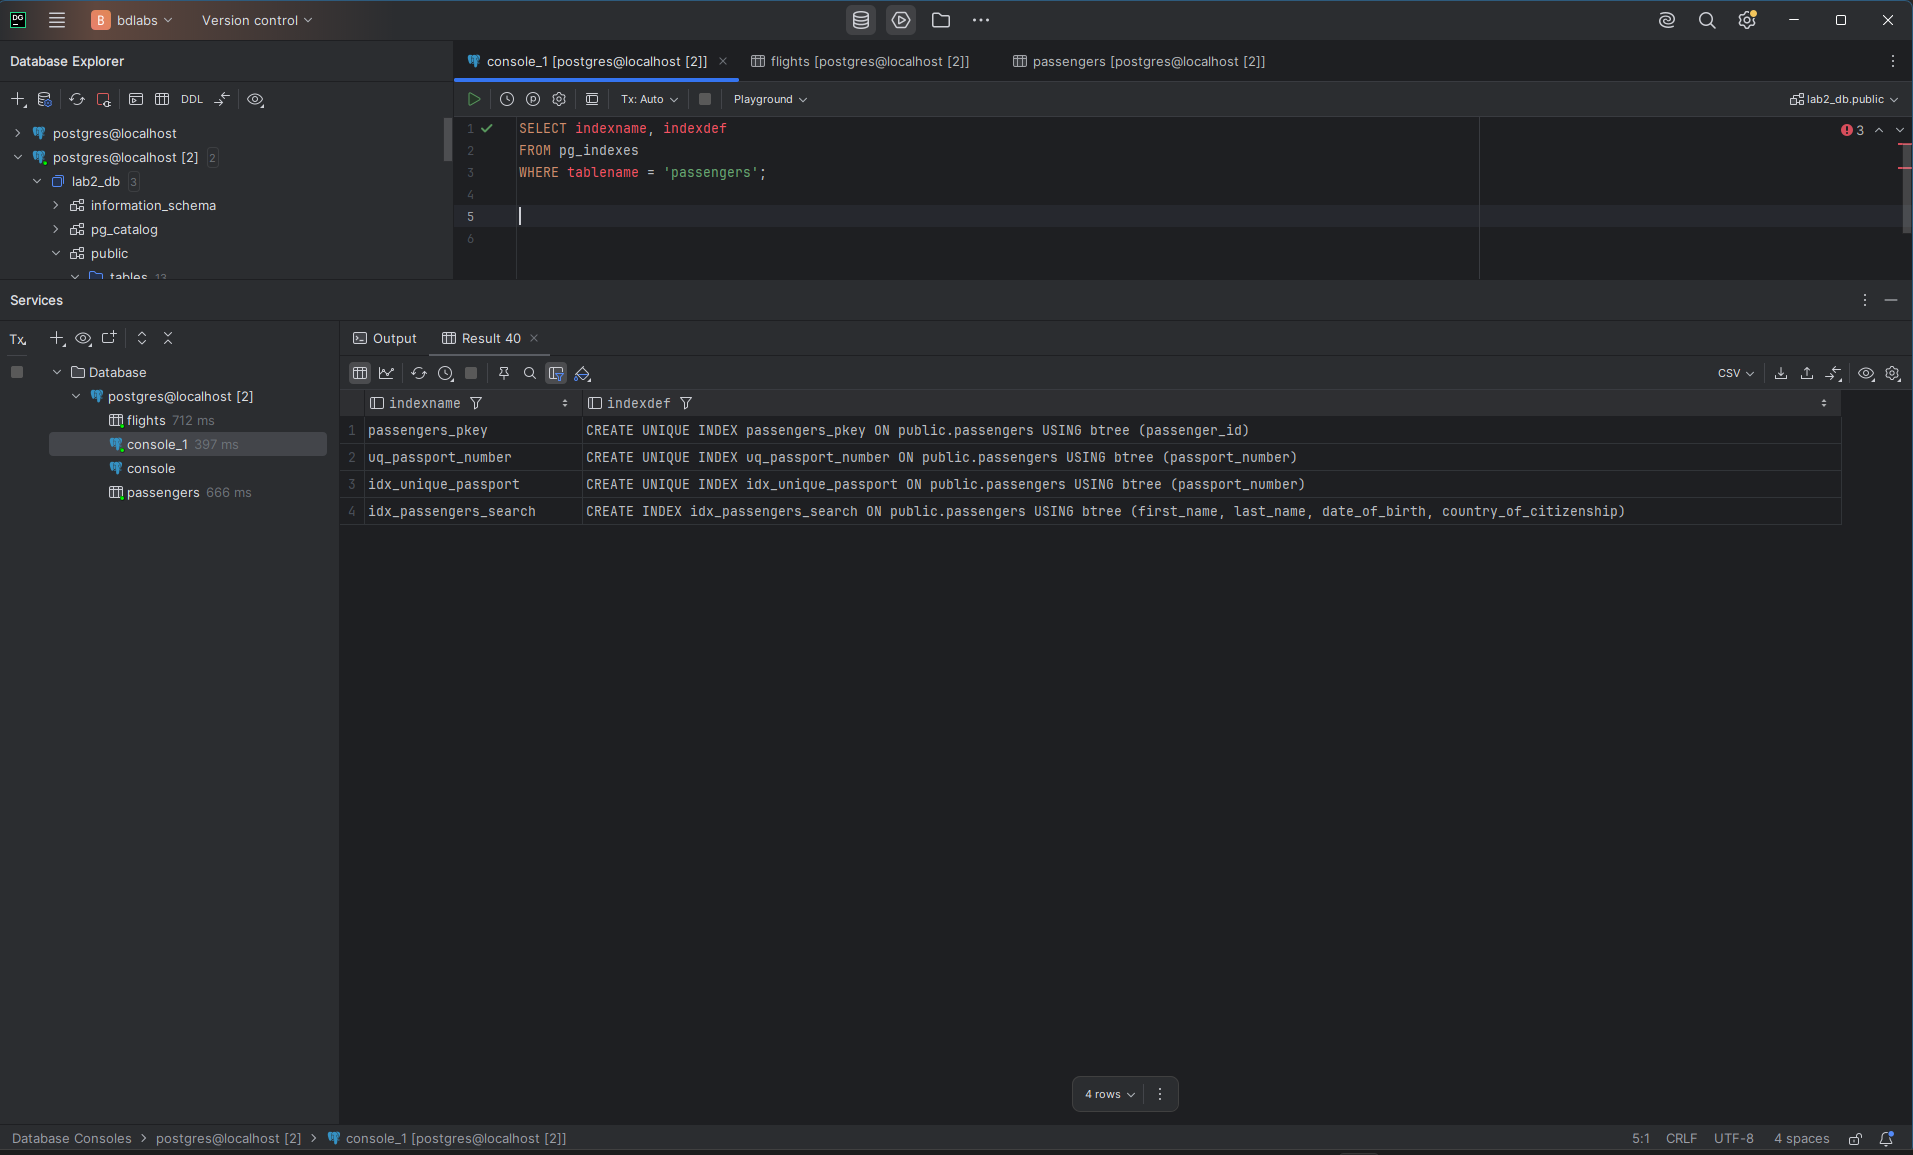 DG
B bdlabs
Version control
Database Explorer
DDL
postgres@localhost
postgres@localhost [2] 2
lab2_db 3
information_schema
pg_catalog
public
tables 13
console_1 [postgres@localhost [2]]
flights [postgres@localhost [2]]
passengers [postgres@localhost [2]]
Tx: Auto
Playground
lab2_db.public
1 SELECT indexname, indexdef
2 FROM pg_indexes
3 WHERE tablename = 'passengers';
4
5
6
3
Services
Tx
Database
postgres@localhost [2]
flights 712 ms
console_1 397 ms
console
passengers 666 ms
Output
Result 40
CSV
indexname indexdef
1 passengers_pkey CREATE UNIQUE INDEX passengers_pkey ON public.passengers USING btree (passenger_id)
2 uq_passport_number CREATE UNIQUE INDEX uq_passport_number ON public.passengers USING btree (passport_number)
3 idx_unique_passport CREATE UNIQUE INDEX idx_unique_passport ON public.passengers USING btree (passport_number)
4 idx_passengers_search CREATE INDEX idx_passengers_search ON public.passengers USING btree (first_name, last_name, date_of_birth, country_of_citizenship)
4 rows
Database Consoles > postgres@localhost [2] > console_1 [postgres@localhost [2]]
5:1 CRLF UTF-8 4 spaces